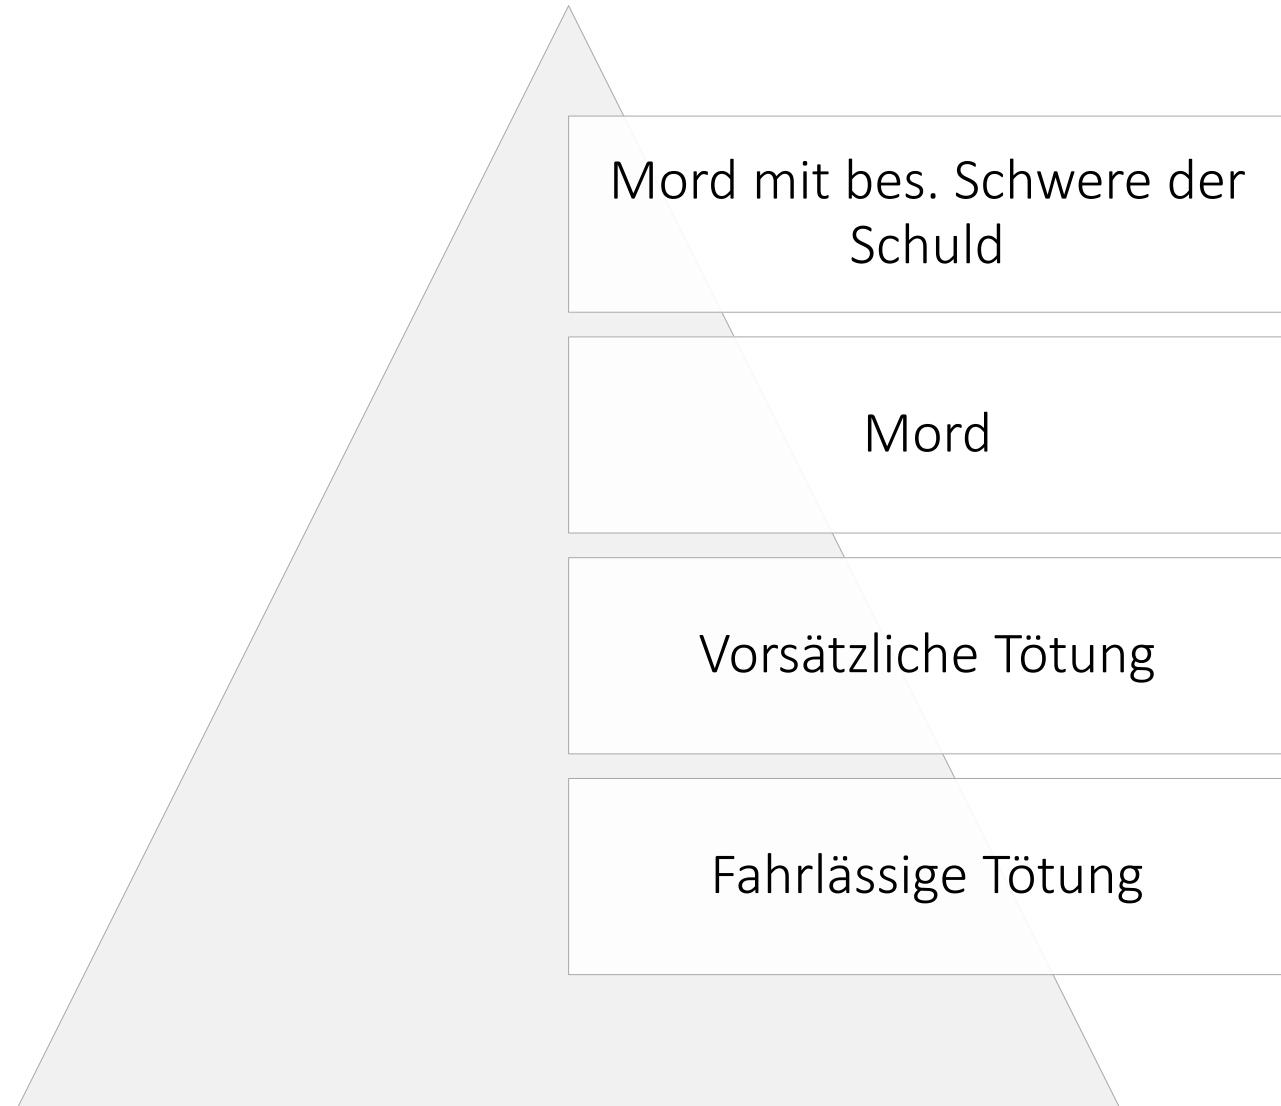 Mord mit bes. Schwere der
Schuld
Mord
Vorsätzliche Tötung
Fahrlässige Tötung